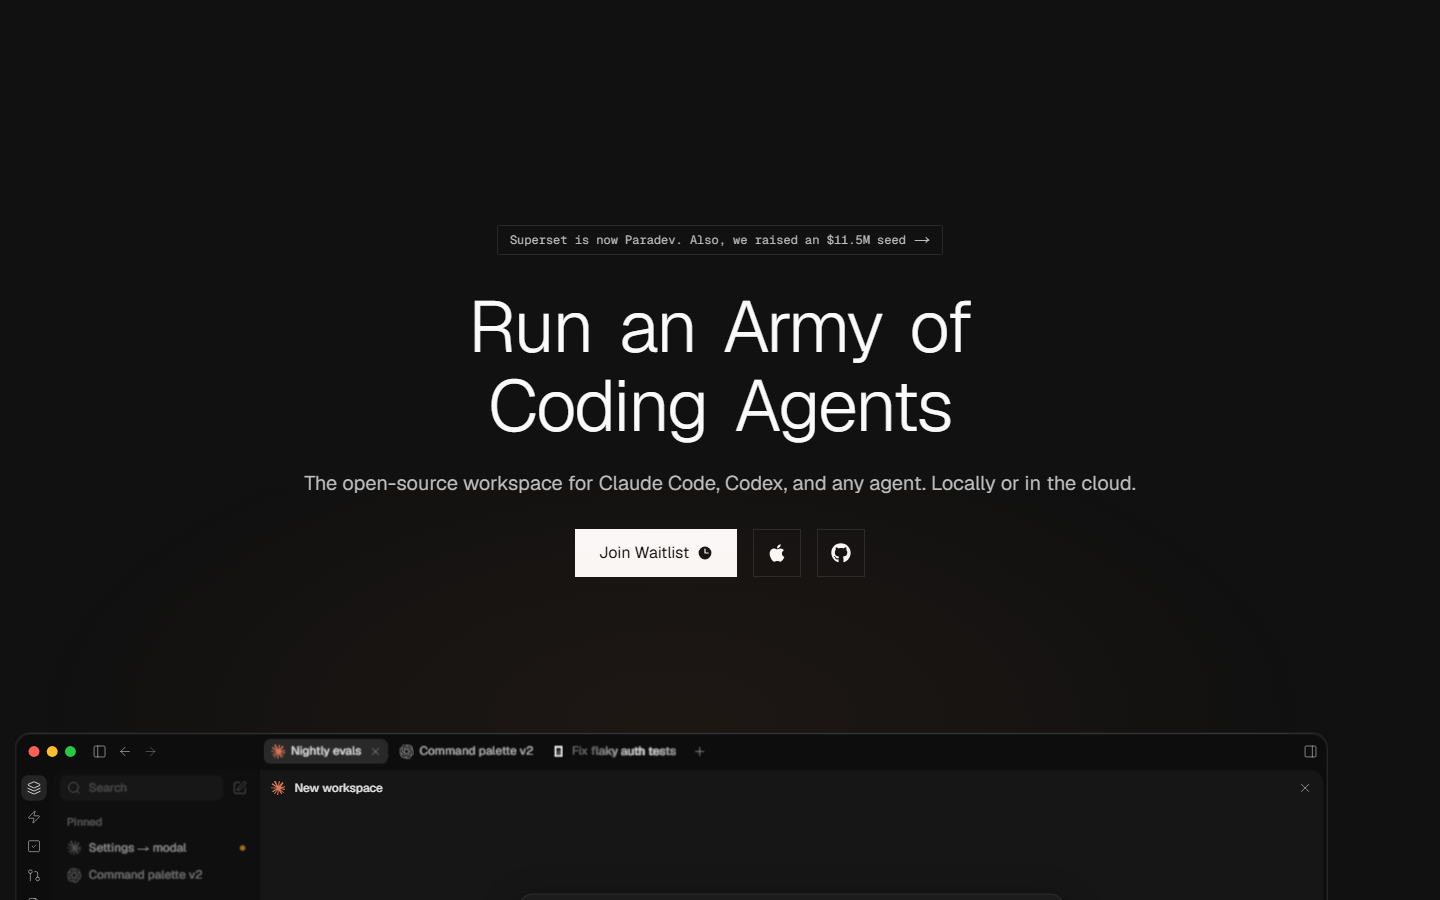 Superset is now Paradev. Also, we raised an $11.5M seed →
Run an Army of
Coding Agents
The open-source workspace for Claude Code, Codex, and any agent. Locally or in the cloud.
Join Waitlist
Nightly evals
Command palette v2
Fix flaky auth tests
Search
New workspace
Pinned
Settings → modal
Command palette v2